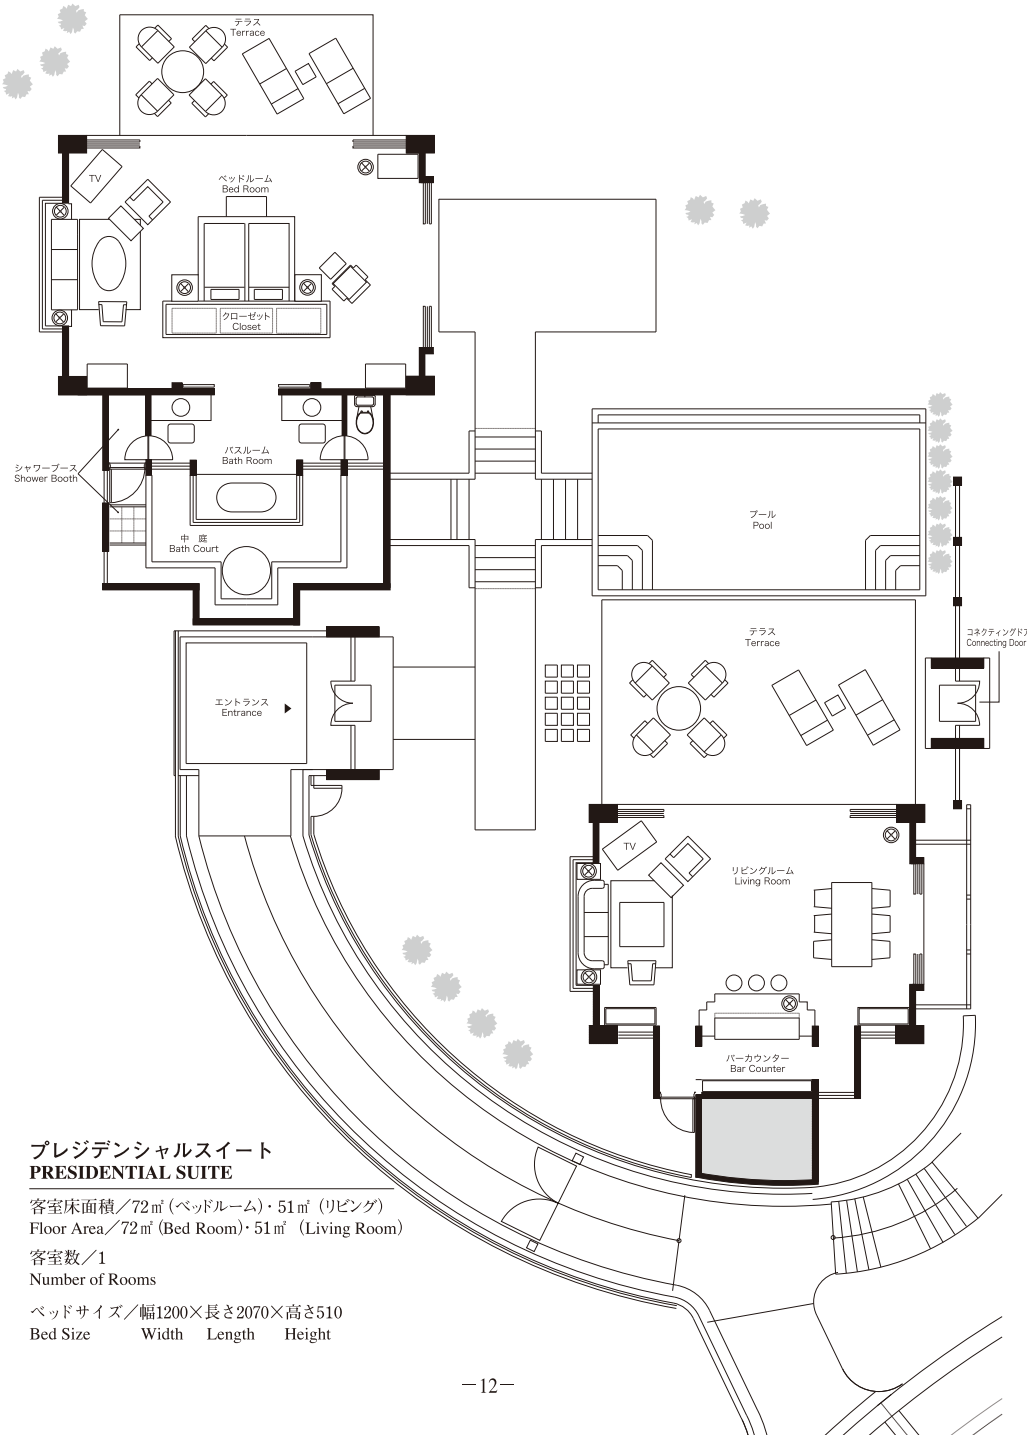 テラス
Terrace
TV
ベッドルーム
Bed Room
クローゼット
Closet
シャワーブース
Shower Booth
バスルーム
Bath Room
中　庭
Bath Court
プール
Pool
エントランス
Entrance
テラス
Terrace
コネクティングド
Connecting Door
TV
リビングルーム
Living Room
バーカウンター
Bar Counter
プレジデンシャルスイート
PRESIDENTIAL SUITE
客室床面積／72㎡（ベッドルーム）・51㎡（リビング）
Floor Area／72㎡（Bed Room）・51㎡（Living Room）
客室数／1
Number of Rooms
ベッドサイズ／幅1200×長さ2070×高さ510
Bed Size Width Length Height
—12—